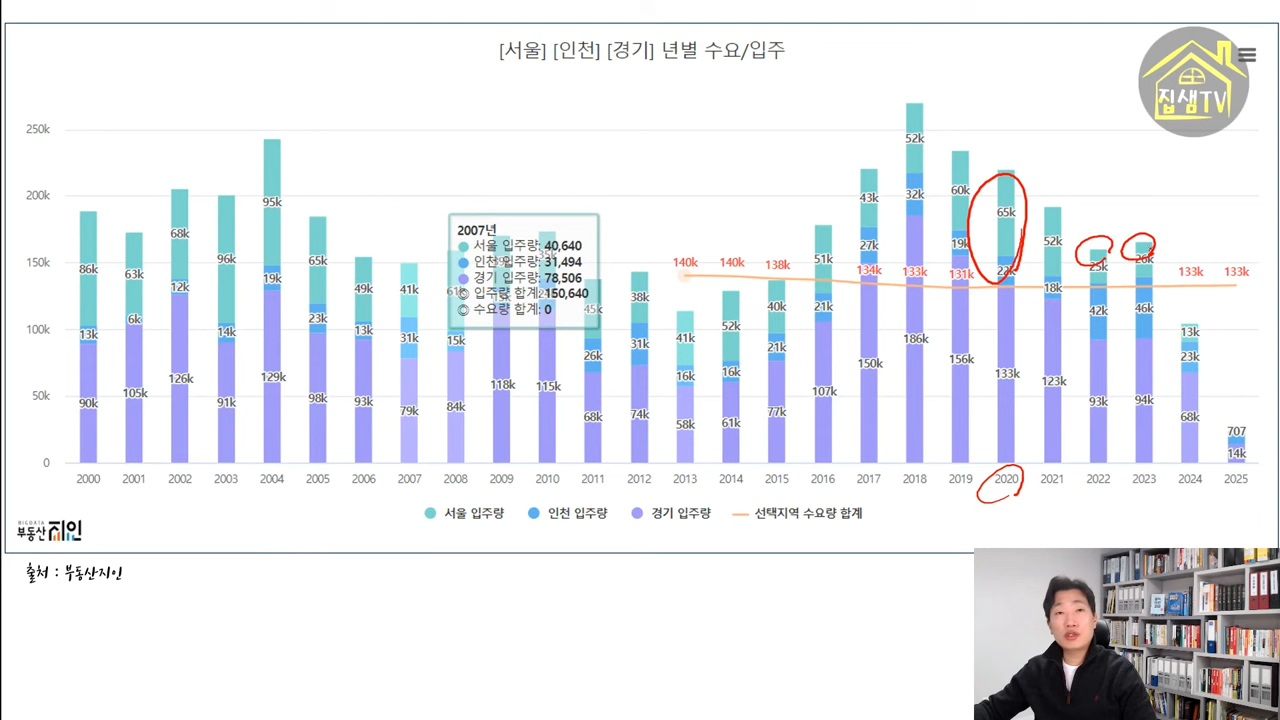 [서울] [인천] [경기] 년별 수요/입주
집샘TV
250k
200k
150k
100k
50k
0
86k 13k 90k
63k 6k 105k
68k 12k 126k
96k 14k 91k
95k 19k 129k
65k 23k 98k
49k 13k 93k
41k 31k 79k
15k 84k
118k
115k
45k 26k 68k
38k 31k 74k
41k 16k 58k
52k 16k 61k
40k 21k 77k
51k 21k 107k
43k 27k 150k
52k 32k 186k
60k 19k 156k
65k 22k 133k
52k 18k 123k
25k 42k 93k
26k 46k 94k
13k 23k 68k
707 14k
140k 140k 138k 134k 133k 131k 133k 133k
2007년
서울 입주량: 40,640
인천 입주량: 31,494
경기 입주량: 78,506
입주량 합계: 150,640
수요량 합계: 0
2000 2001 2002 2003 2004 2005 2006 2007 2008 2009 2010 2011 2012 2013 2014 2015 2016 2017 2018 2019 2020 2021 2022 2023 2024 2025
서울 입주량 인천 입주량 경기 입주량 선택지역 수요량 합계
BIGDATA
부동산지인
출처 : 부동산지인